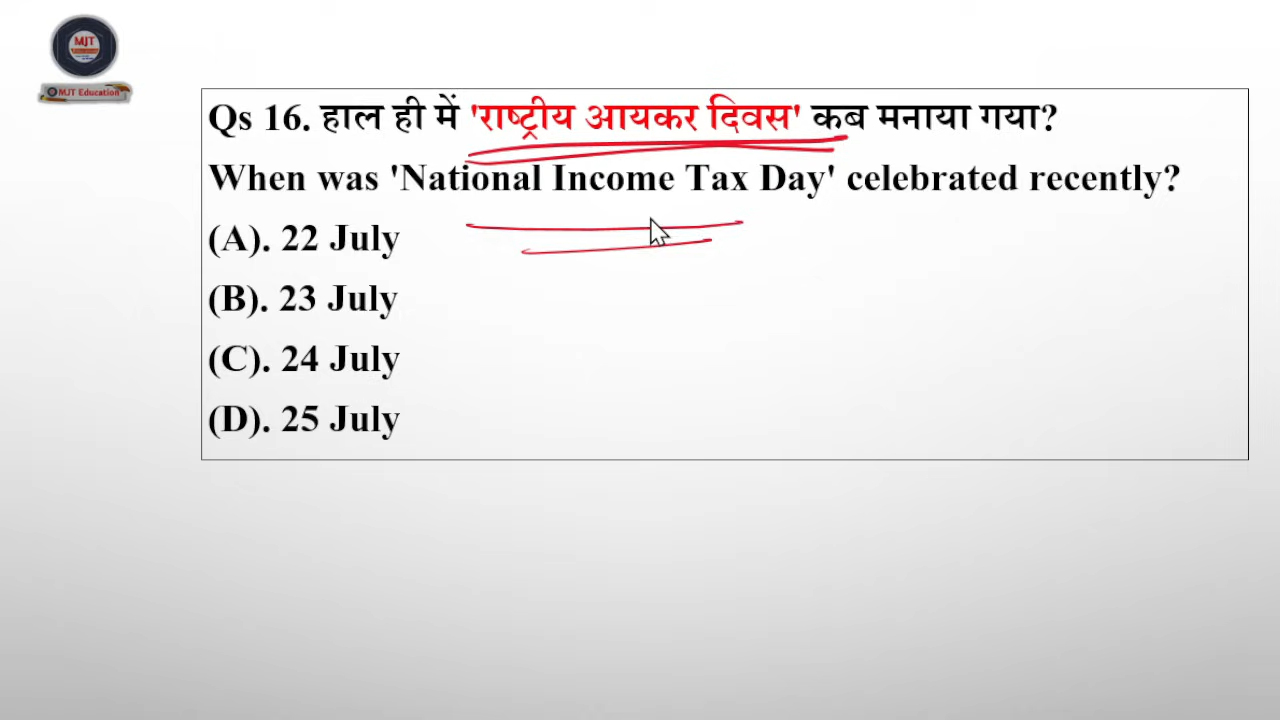 MJT
MJT Education
Qs 16. हाल ही में 'राष्ट्रीय आयकर दिवस' कब मनाया गया?
When was 'National Income Tax Day' celebrated recently?
(A). 22 July
(B). 23 July
(C). 24 July
(D). 25 July